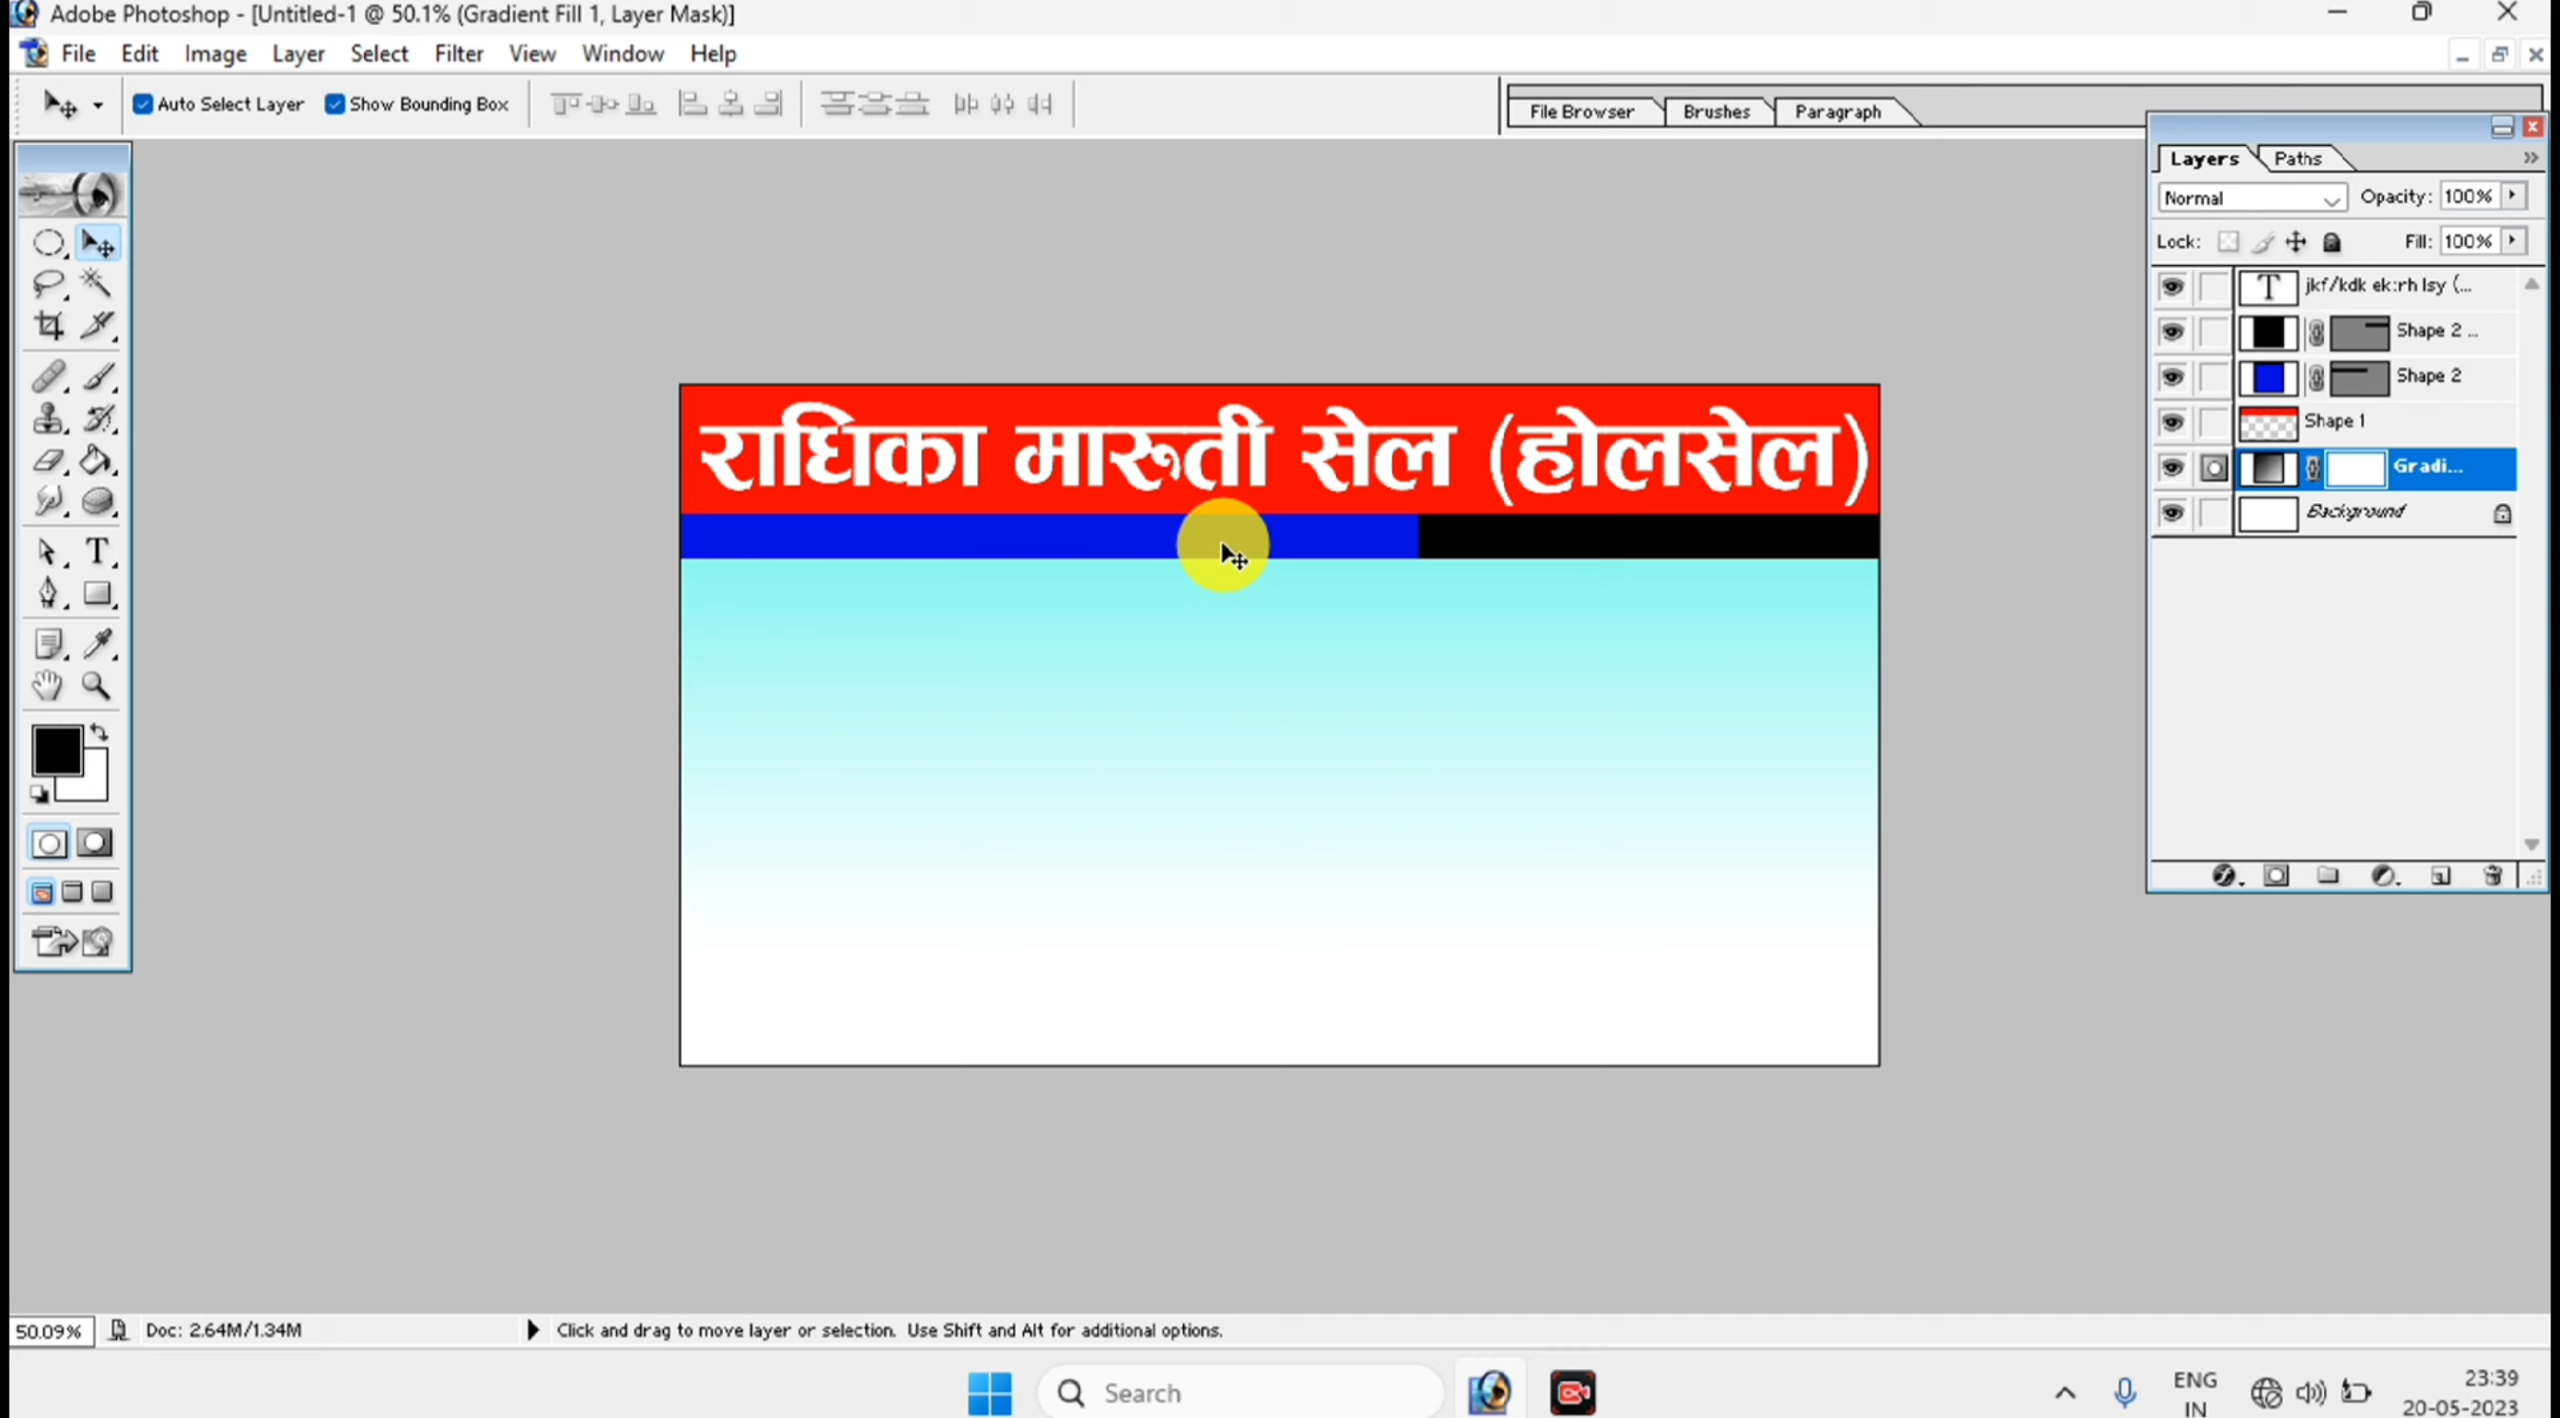 Adobe Photoshop - [Untitled-1 @ 50.1% (Gradient Fill 1, Layer Mask)]
File Edit Image Layer Select Filter View Window Help
Auto Select Layer Show Bounding Box
File Browser Brushes Paragraph
Layers Paths
Normal Opacity: 100%
Lock: Fill: 100%
jkf/kdk ek:rh lsy (...
Shape 2 ...
Shape 2
Shape 1
Gradi...
Background
राधिका मारुती सेल (होलसेल)
50.09% Doc: 2.64M/1.34M Click and drag to move layer or selection. Use Shift and Alt for additional options.
Search
ENG
IN
23:39
20-05-2023